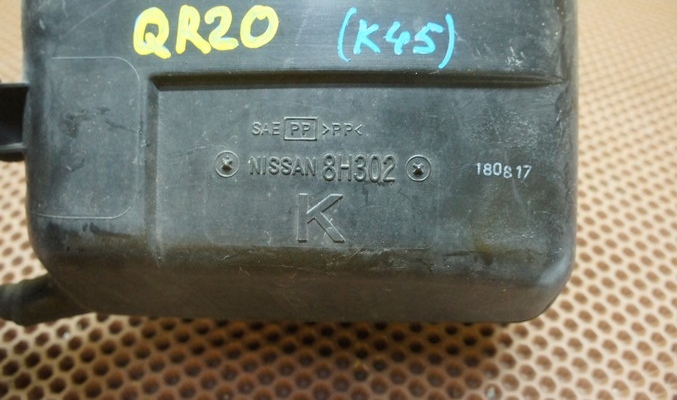 QR20 (K45)
SAE PP >PP<
NISSAN 8H302
180817
K